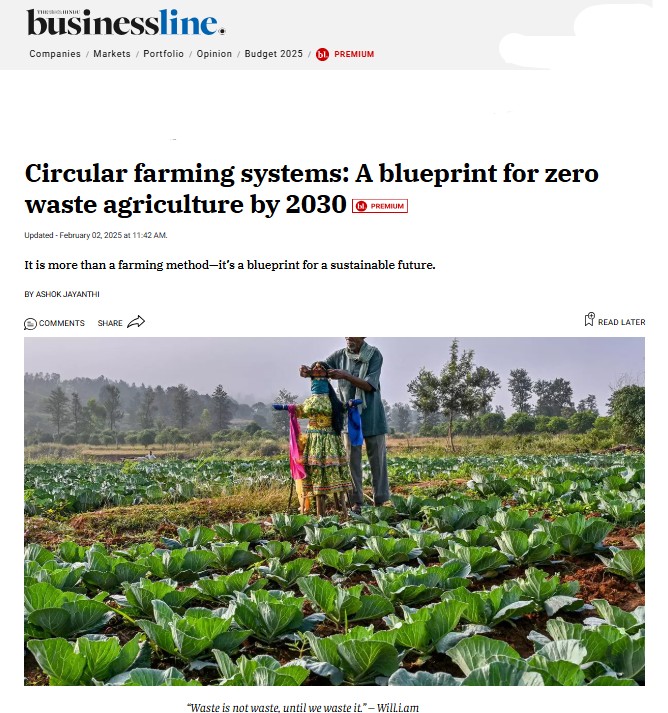 THE HINDU
businessline.
Companies / Markets / Portfolio / Opinion / Budget 2025 / bl. PREMIUM
Circular farming systems: A blueprint for zero
waste agriculture by 2030 bl. PREMIUM
Updated - February 02, 2025 at 11:42 AM.
It is more than a farming method—it’s a blueprint for a sustainable future.
BY ASHOK JAYANTHI
COMMENTS SHARE READ LATER
“Waste is not waste, until we waste it.” – Will.i.am